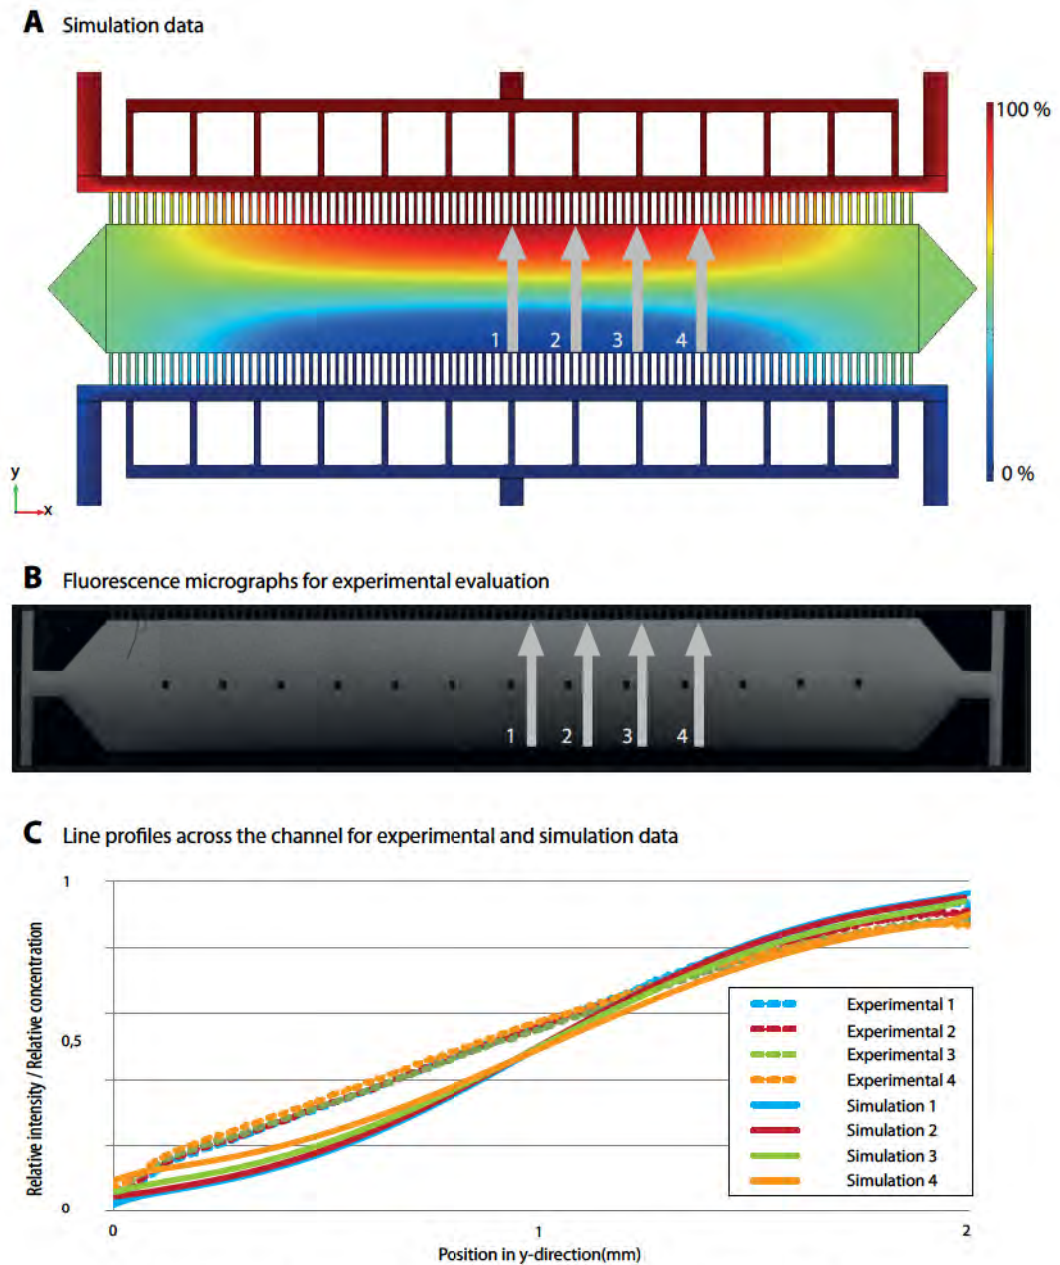 A Simulation data
100 %
1 2 3 4
0 %
y
x
B Fluorescence micrographs for experimental evaluation
1 2 3 4
C Line profiles across the channel for experimental and simulation data
Relative intensity / Relative concentration
1
0,5
0
Experimental 1
Experimental 2
Experimental 3
Experimental 4
Simulation 1
Simulation 2
Simulation 3
Simulation 4
0 1 2
Position in y-direction(mm)